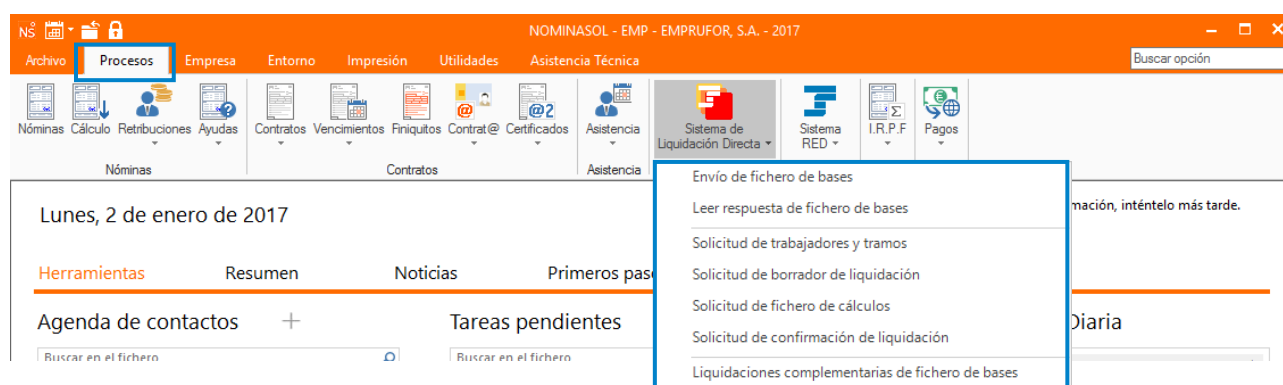 NS NOMINASOL - EMP - EMPRUFOR, S.A. - 2017
Archivo Procesos Empresa Entorno Impresión Utilidades Asistencia Técnica Buscar opción
@ @2
Nóminas Cálculo Retribuciones Ayudas Contratos Vencimientos Finiquitos Contrat@ Certificados Asistencia Sistema de Liquidación Directa Sistema RED I.R.P.F Pagos
Nóminas Contratos Asistencia
Envío de fichero de bases
Leer respuesta de fichero de bases
Solicitud de trabajadores y tramos
Solicitud de borrador de liquidación
Solicitud de fichero de cálculos
Solicitud de confirmación de liquidación
Liquidaciones complementarias de fichero de bases
Lunes, 2 de enero de 2017
mación, inténtelo más tarde.
Herramientas Resumen Noticias Primeros pas
Agenda de contactos Tareas pendientes Diaria
Buscar en el fichero Buscar en el fichero